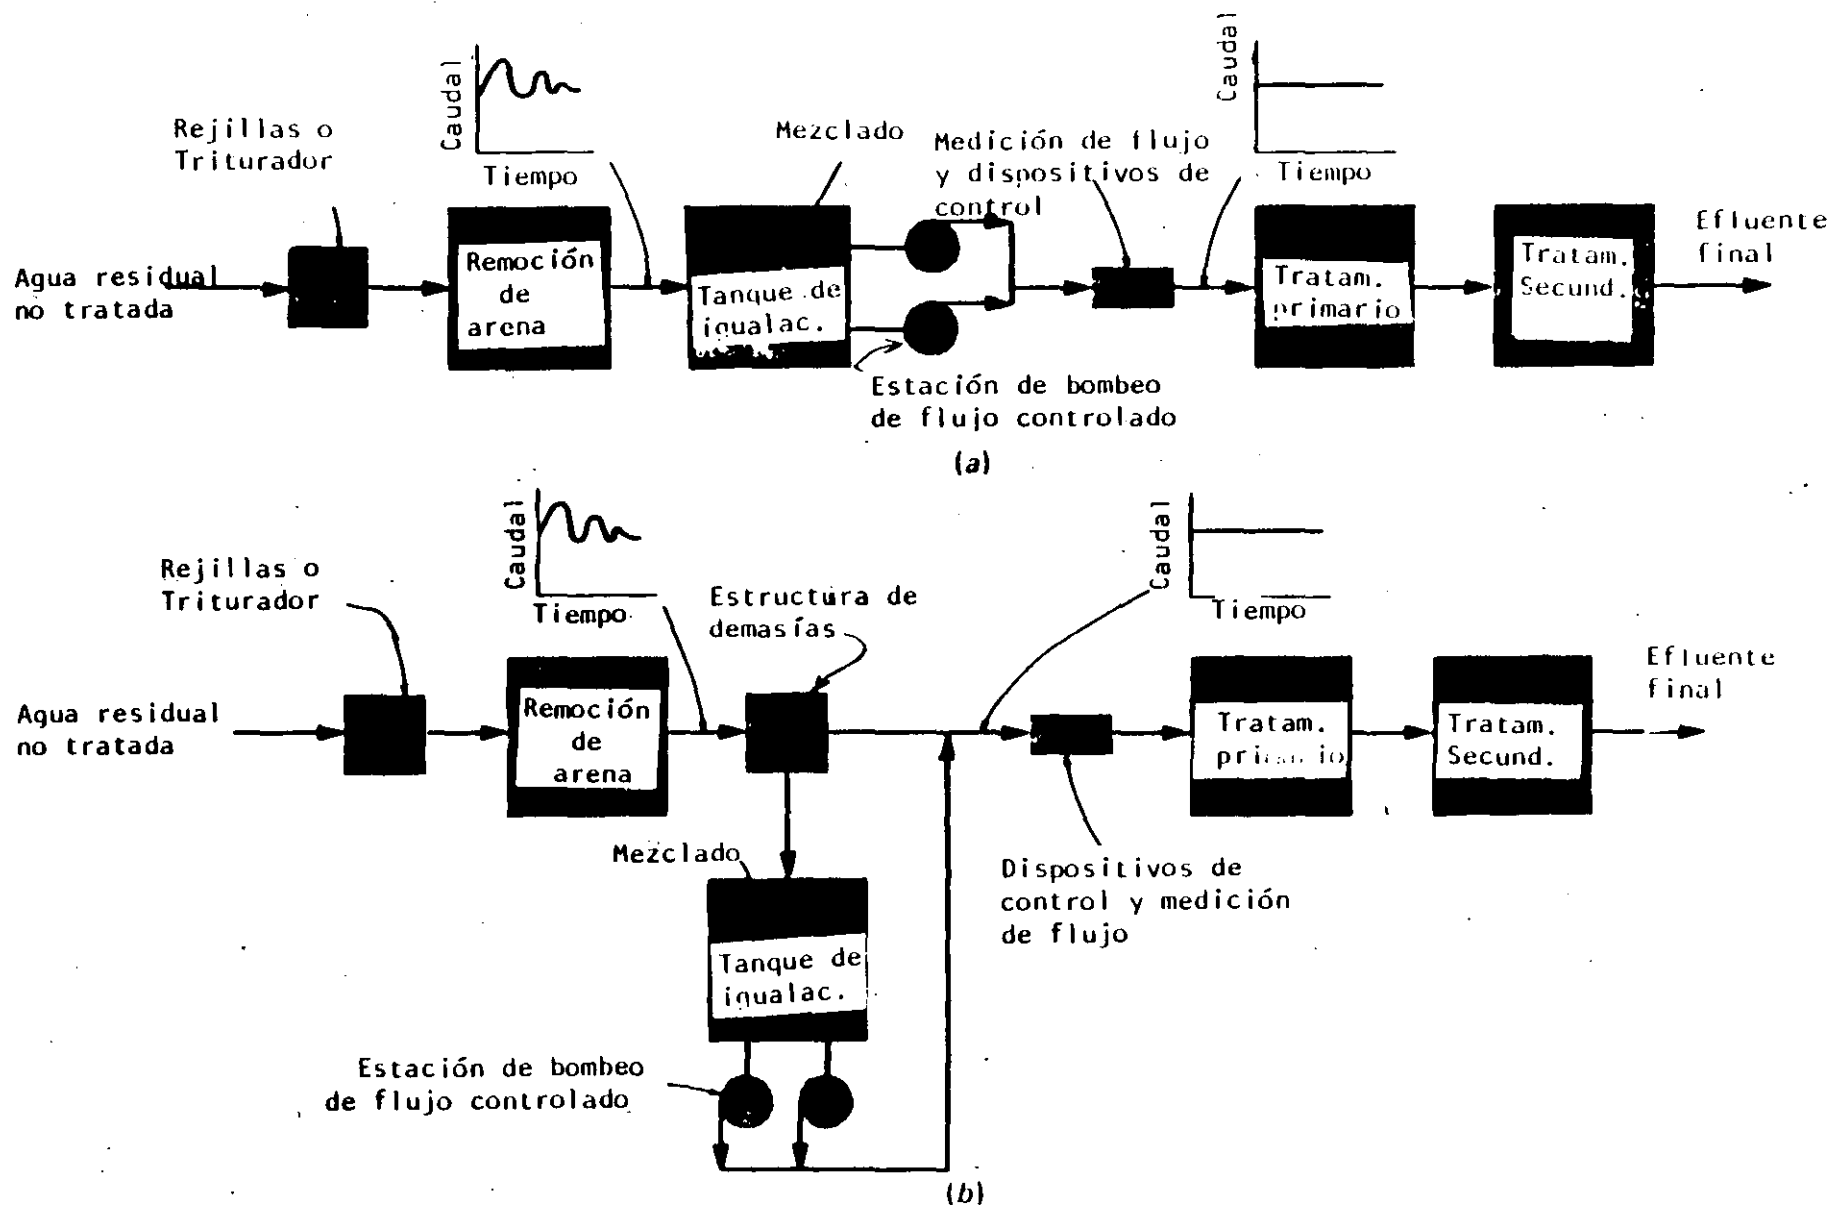 Caudal
Tiempo
Rejillas o
Triturador
Mezclado
Medición de flujo
y dispositivos de
control
Caudal
Tiempo
Agua residual
no tratada
Remoción
de
arena
Tanque de
igualac.
Estación de bombeo
de flujo controlado
Tratam.
primario
Tratam.
Secund.
Efluente
final
(a)
Caudal
Tiempo
Rejillas o
Triturador
Estructura de
demasías
Caudal
Tiempo
Agua residual
no tratada
Remoción
de
arena
Tratam.
primario
Tratam.
Secund.
Efluente
final
Mezclado
Tanque de
igualac.
Dispositivos de
control y medición
de flujo
Estación de bombeo
de flujo controlado
(b)